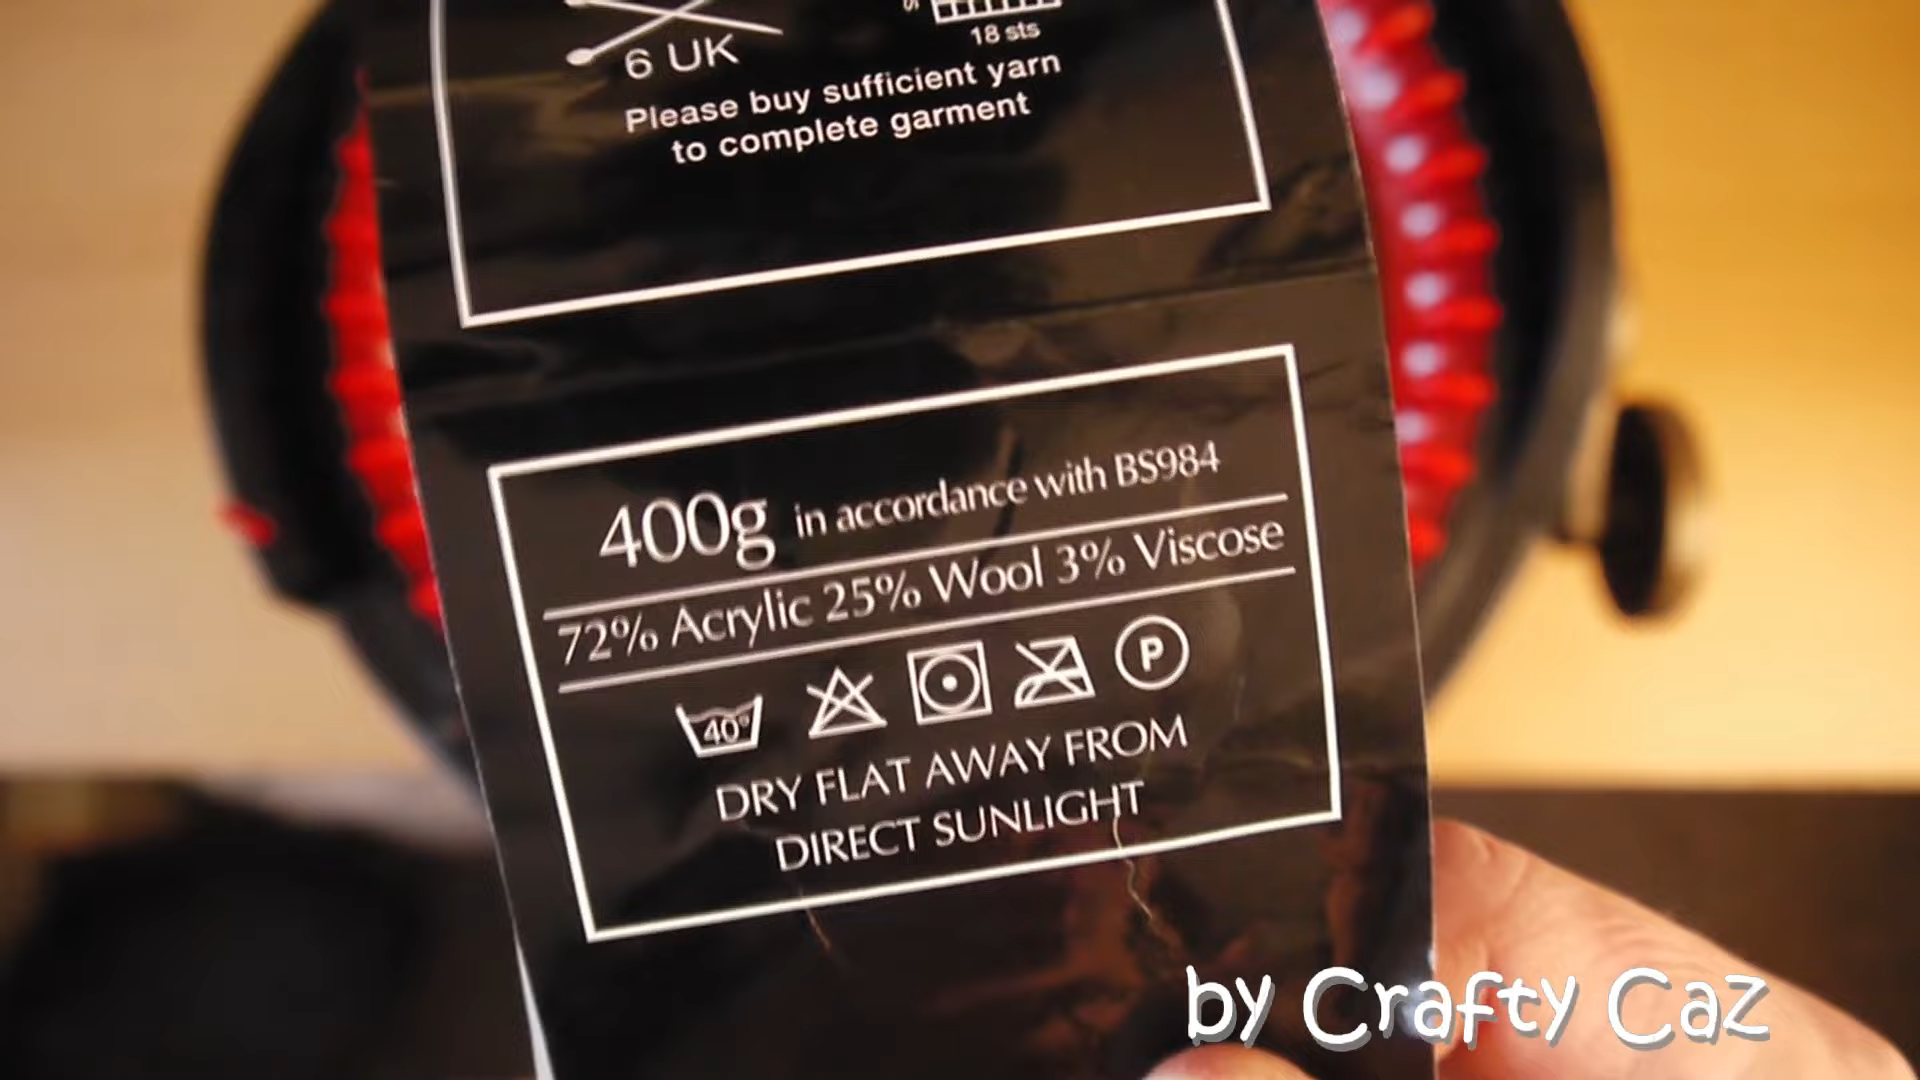 18 sts
6 UK
Please buy sufficient yarn
to complete garment
400g in accordance with BS984
72% Acrylic 25% Wool 3% Viscose
40°
P
DRY FLAT AWAY FROM
DIRECT SUNLIGHT
by Crafty Caz